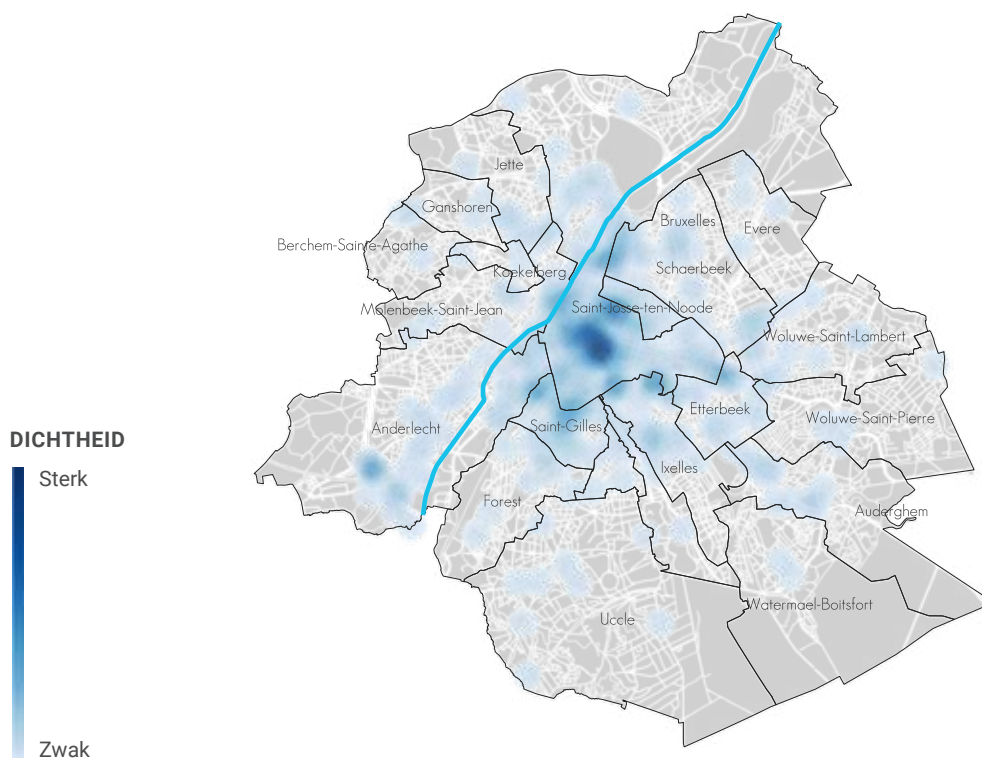 Jette
Ganshoren
Bruxelles
Evere
Berchem-Sainte-Agathe
Koekelberg
Schaerbeek
Molenbeek-Saint-Jean
Saint-Josse-ten-Noode
Woluwe-Saint-Lambert
Etterbeek
Woluwe-Saint-Pierre
Anderlecht
Saint-Gilles
DICHTHEID
Sterk
Ixelles
Forest
Auderghem
Watermael-Boitsfort
Uccle
Zwak